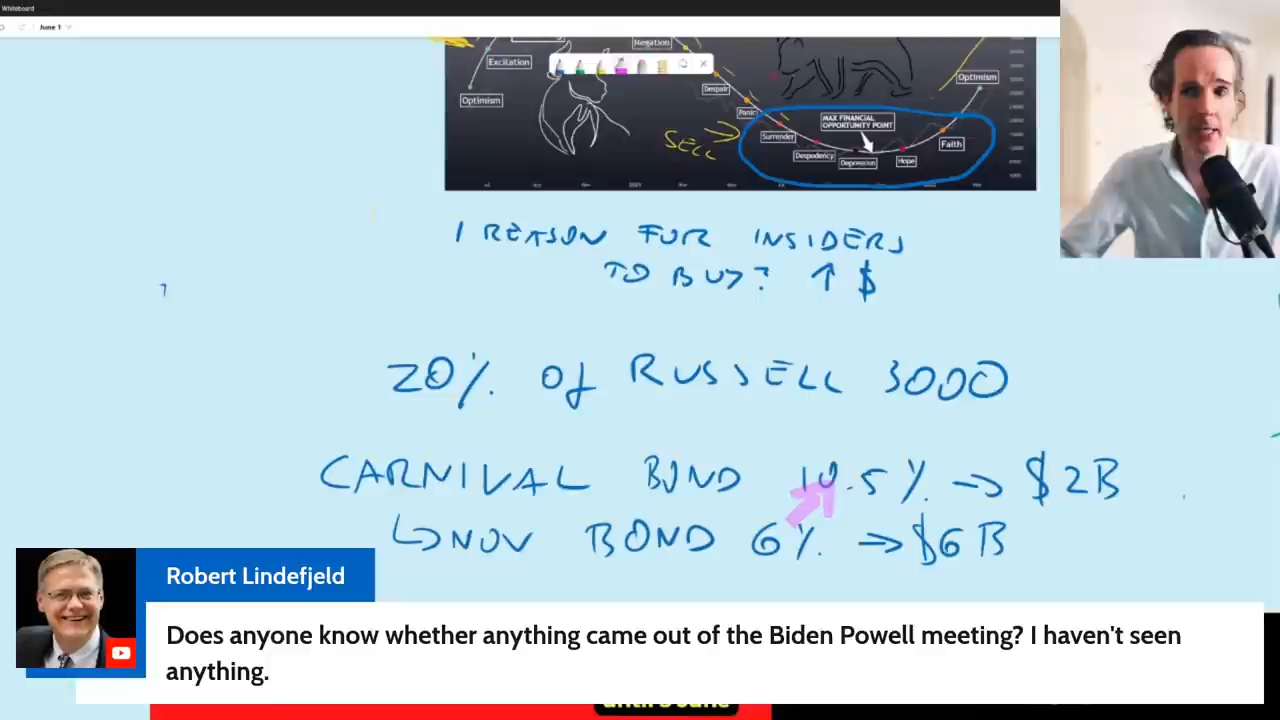 Whiteboard
June 1
Negation
Excitation
Optimism
Despair
Panic
Optimism
SELL
Surrender
MAX FINANCIAL
OPPORTUNITY POINT
Despodency
Depression
Hope
Faith
1 REASON FOR INSIDERS
TO BUY? ↑ $
20% of RUSSELL 3000
CARNIVAL BOND 10.5% → $2B
↳ NOV BOND 6% → $6B
Robert Lindefjeld
Does anyone know whether anything came out of the Biden Powell meeting? I haven't seen
anything.